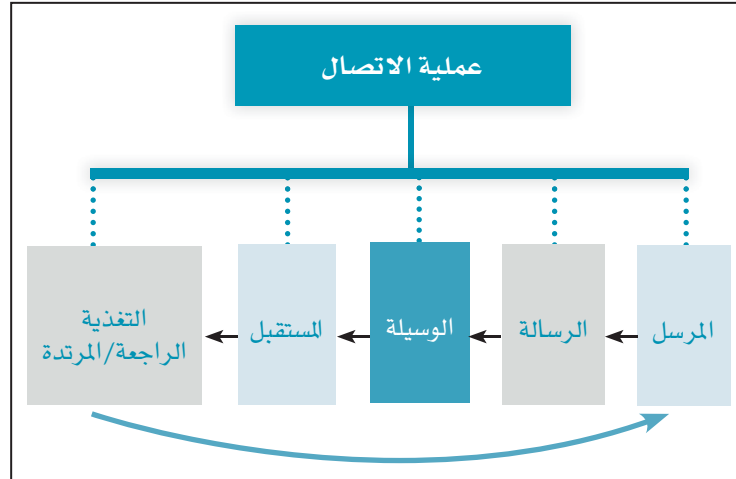 عملية الاتصال
المرسل
الرسالة
الوسيلة
المستقبل
التغذية
الراجعة/المرتدة